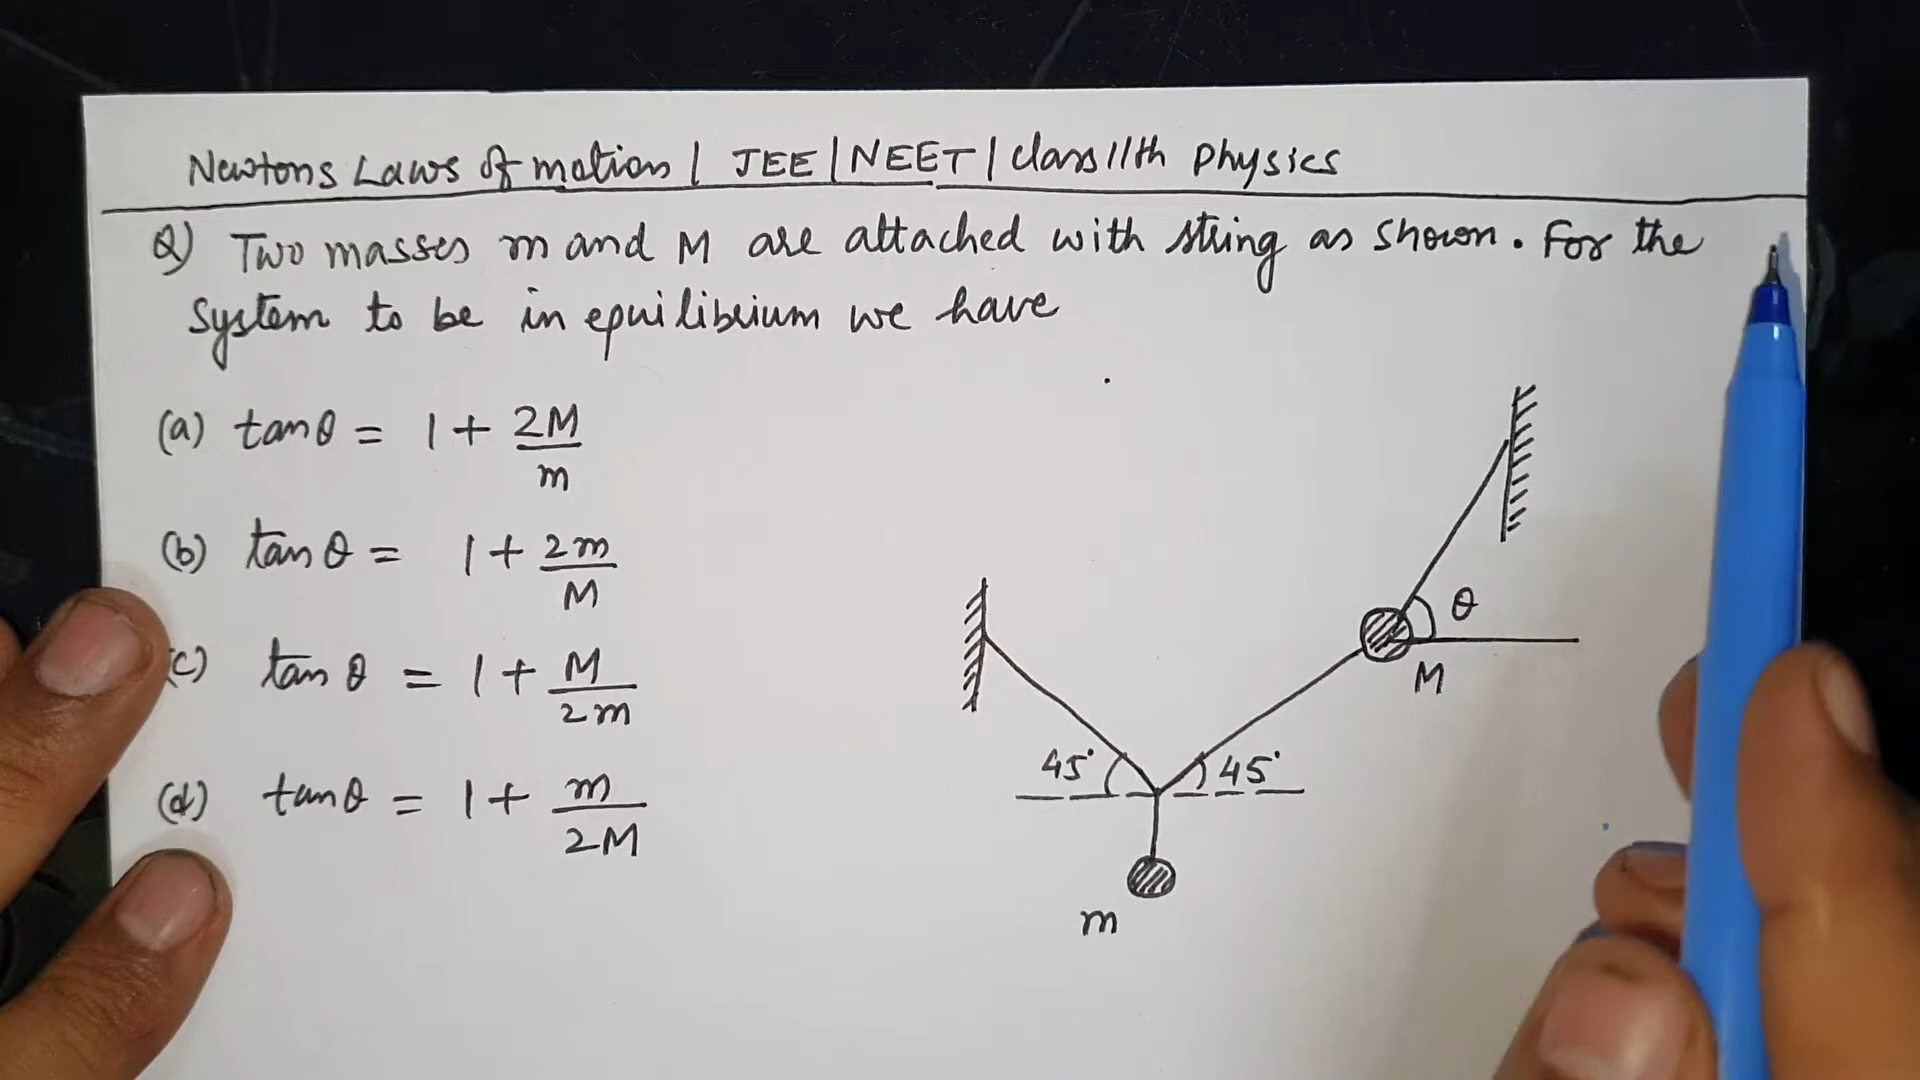 Newtons Laws of motion | JEE | NEET | class 11th Physics
Q) Two masses m and M are attached with string as shown. For the
system to be in equilibrium we have
(a) tanθ = 1 + 2M/m
(b) tanθ = 1 + 2m/M
(c) tanθ = 1 + M/2m
(d) tanθ = 1 + m/2M
θ
M
45° 45°
m